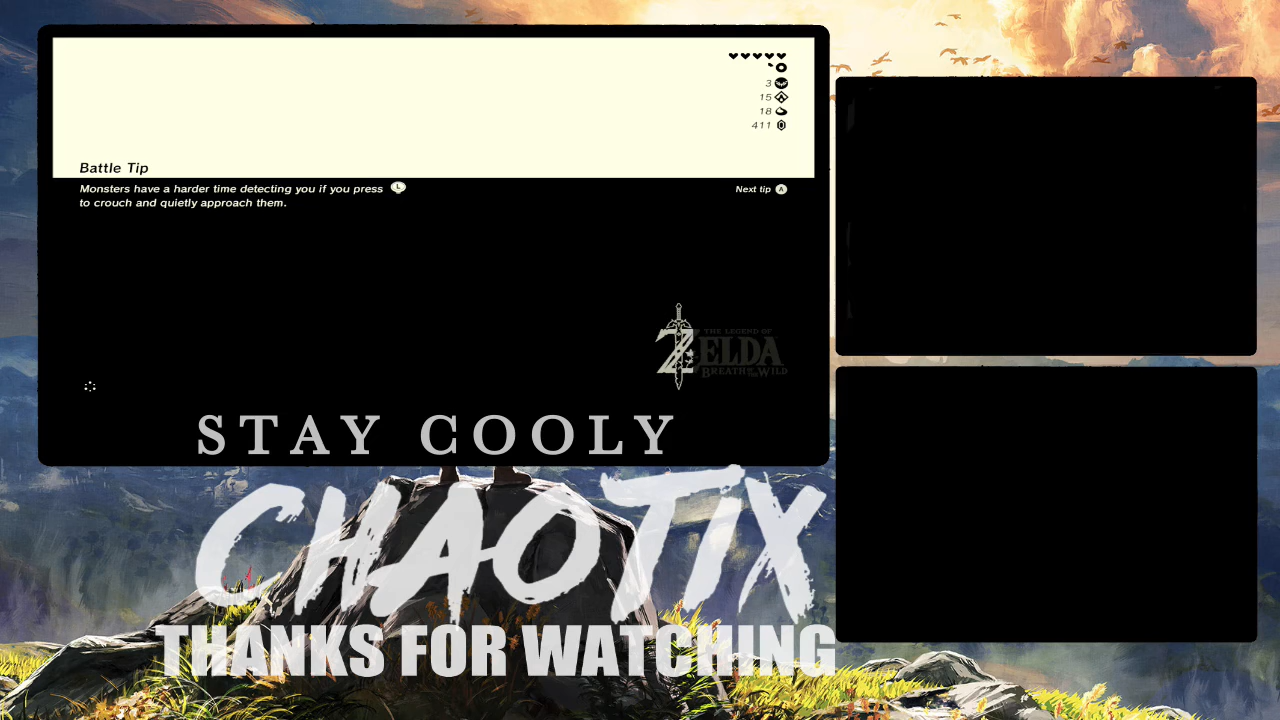 3
15
18
411
Battle Tip
Monsters have a harder time detecting you if you press L
to crouch and quietly approach them.
Next tip A
THE LEGEND OF
ZELDA
BREATH OF THE WILD
STAY COOLY
CHAOTIX
THANKS FOR WATCHING